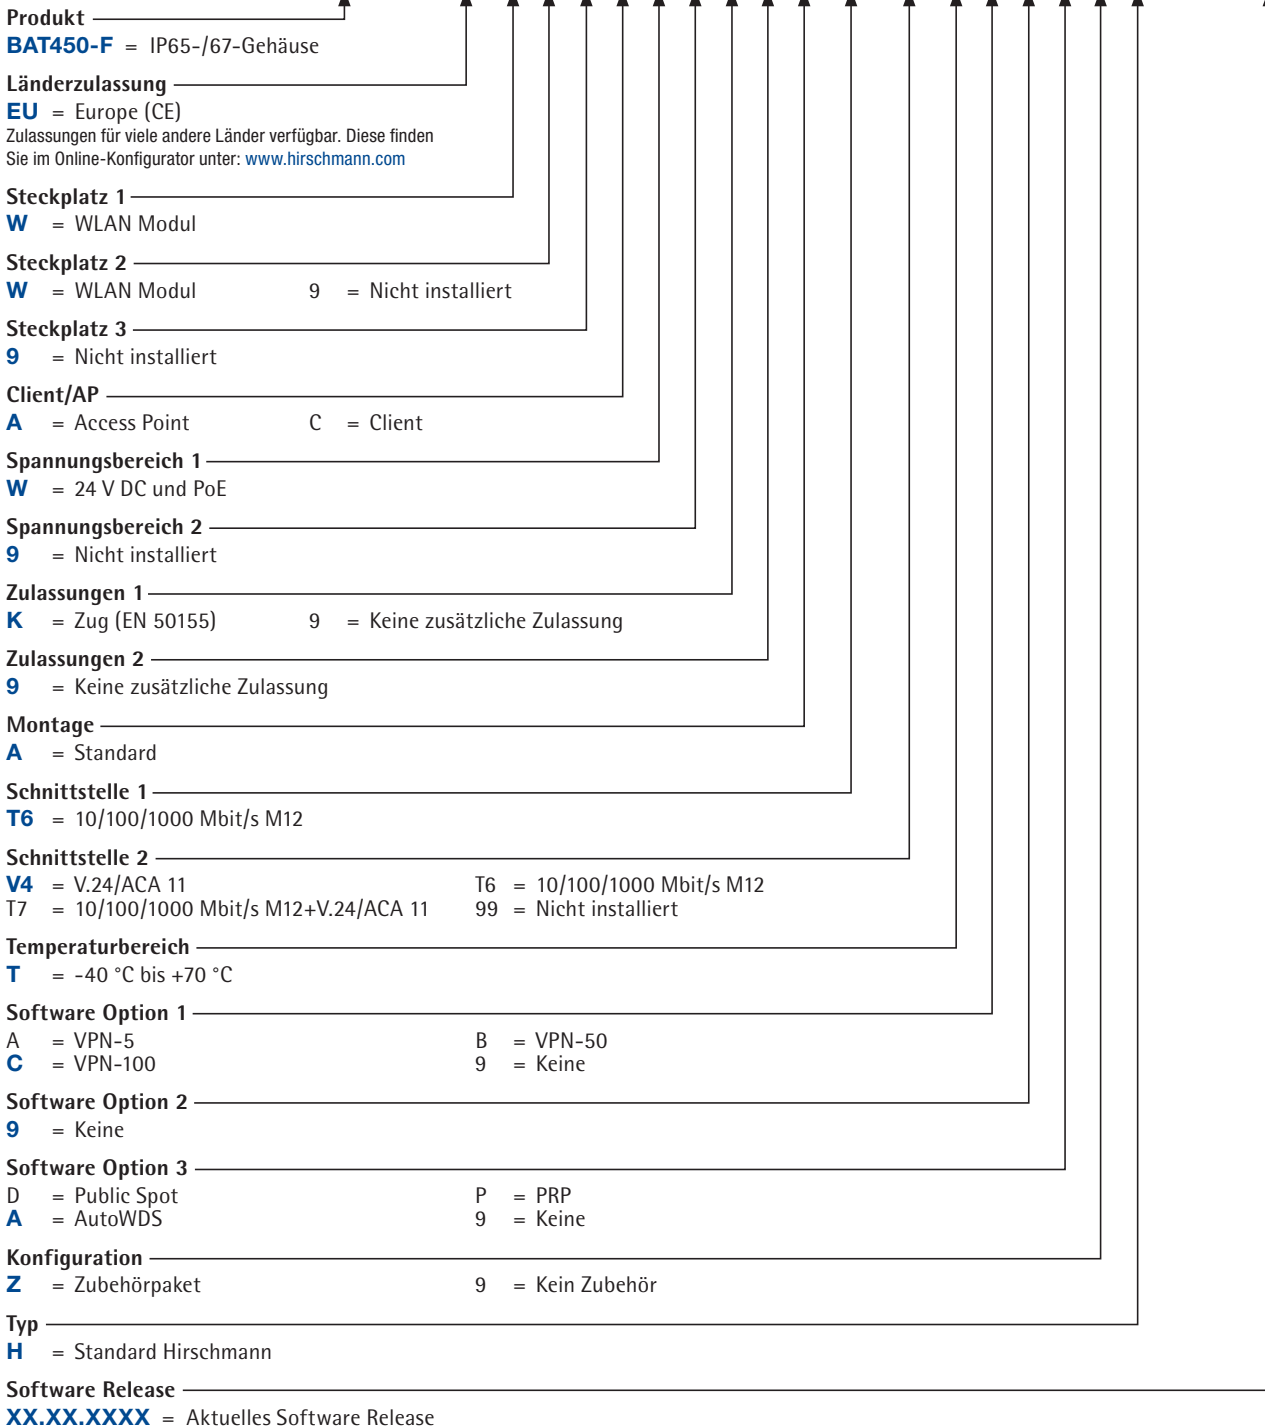 Produkt
BAT450-F = IP65-/67-Gehäuse
Länderzulassung
EU = Europe (CE)
Zulassungen für viele andere Länder verfügbar. Diese finden
Sie im Online-Konfigurator unter: www.hirschmann.com
Steckplatz 1
W = WLAN Modul
Steckplatz 2
W = WLAN Modul 9 = Nicht installiert
Steckplatz 3
9 = Nicht installiert
Client/AP
A = Access Point C = Client
Spannungsbereich 1
W = 24 V DC und PoE
Spannungsbereich 2
9 = Nicht installiert
Zulassungen 1
K = Zug (EN 50155) 9 = Keine zusätzliche Zulassung
Zulassungen 2
9 = Keine zusätzliche Zulassung
Montage
A = Standard
Schnittstelle 1
T6 = 10/100/1000 Mbit/s M12
Schnittstelle 2
V4 = V.24/ACA 11 T6 = 10/100/1000 Mbit/s M12
T7 = 10/100/1000 Mbit/s M12+V.24/ACA 11 99 = Nicht installiert
Temperaturbereich
T = -40 °C bis +70 °C
Software Option 1
A = VPN-5 B = VPN-50
C = VPN-100 9 = Keine
Software Option 2
9 = Keine
Software Option 3
D = Public Spot P = PRP
A = AutoWDS 9 = Keine
Konfiguration
Z = Zubehörpaket 9 = Kein Zubehör
Typ
H = Standard Hirschmann
Software Release
XX.XX.XXXX = Aktuelles Software Release